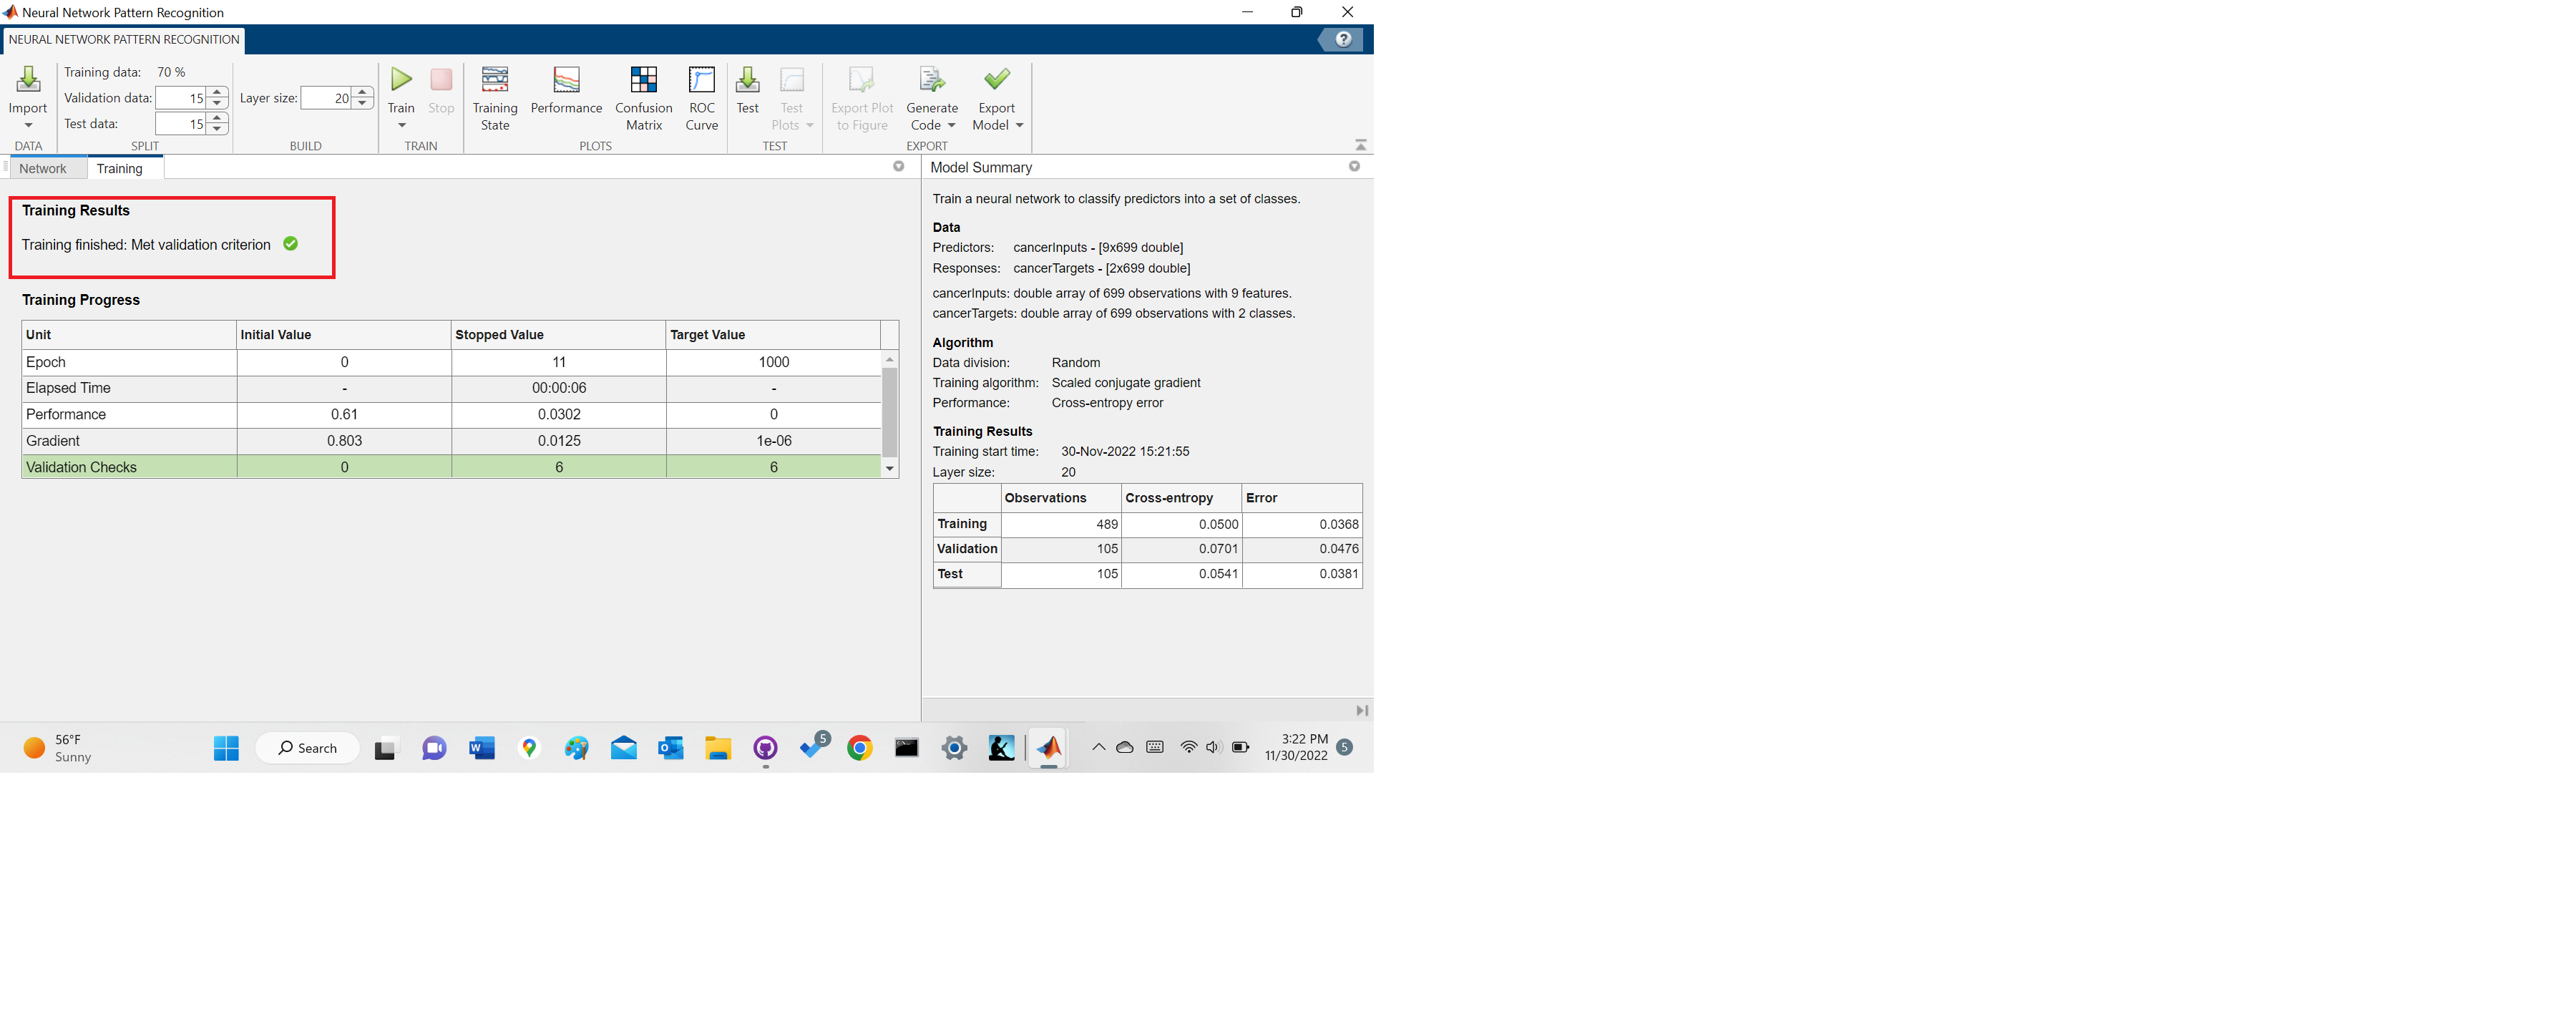 Neural Network Pattern Recognition
NEURAL NETWORK PATTERN RECOGNITION
?
Import
DATA
Training data: 70 %
Validation data: 15
Test data: 15
SPLIT
Layer size: 20
BUILD
Train
Stop
TRAIN
Training State
Performance
Confusion Matrix
ROC Curve
PLOTS
Test
Test Plots
TEST
Export Plot to Figure
Generate Code
Export Model
EXPORT
Network
Training
Training Results
Training finished: Met validation criterion
Training Progress
Unit Initial Value Stopped Value Target Value
Epoch 0 11 1000
Elapsed Time - 00:00:06 -
Performance 0.61 0.0302 0
Gradient 0.803 0.0125 1e-06
Validation Checks 0 6 6
Model Summary
Train a neural network to classify predictors into a set of classes.
Data
Predictors: cancerInputs - [9x699 double]
Responses: cancerTargets - [2x699 double]
cancerInputs: double array of 699 observations with 9 features.
cancerTargets: double array of 699 observations with 2 classes.
Algorithm
Data division: Random
Training algorithm: Scaled conjugate gradient
Performance: Cross-entropy error
Training Results
Training start time: 30-Nov-2022 15:21:55
Layer size: 20
Observations Cross-entropy Error
Training 489 0.0500 0.0368
Validation 105 0.0701 0.0476
Test 105 0.0541 0.0381
56°F
Sunny
Search
W
O
5
3:22 PM
11/30/2022
5